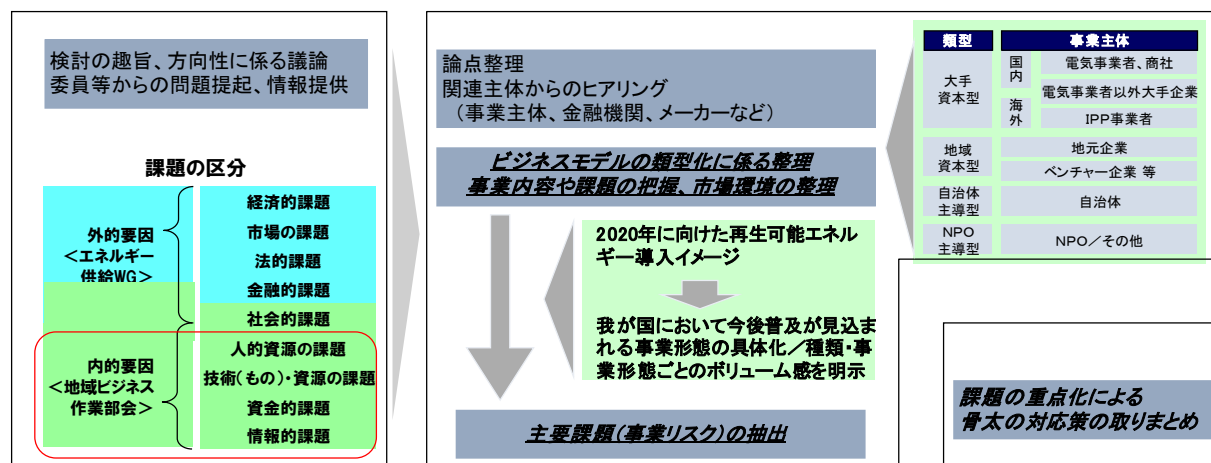 検討の趣旨、方向性に係る議論
委員等からの問題提起、情報提供
課題の区分
外的要因
<エネルギー
供給WG>
経済的課題
市場の課題
法的課題
金融的課題
社会的課題
内的要因
<地域ビジネス
作業部会>
人的資源の課題
技術(もの)・資源の課題
資金的課題
情報的課題
論点整理
関連主体からのヒアリング
（事業主体、金融機関、メーカーなど）
ビジネスモデルの類型化に係る整理
事業内容や課題の把握、市場環境の整理
2020年に向けた再生可能エネル
ギー導入イメージ
我が国において今後普及が見込ま
れる事業形態の具体化／種類・事
業形態ごとのボリューム感を明示
主要課題(事業リスク)の抽出
類型
事業主体
大手
資本型
国
内
電気事業者、商社
電気事業者以外大手企業
海
外
IPP事業者
地域
資本型
地元企業
ベンチャー企業 等
自治体
主導型
自治体
NPO
主導型
NPO／その他
課題の重点化による
骨太の対応策の取りまとめ